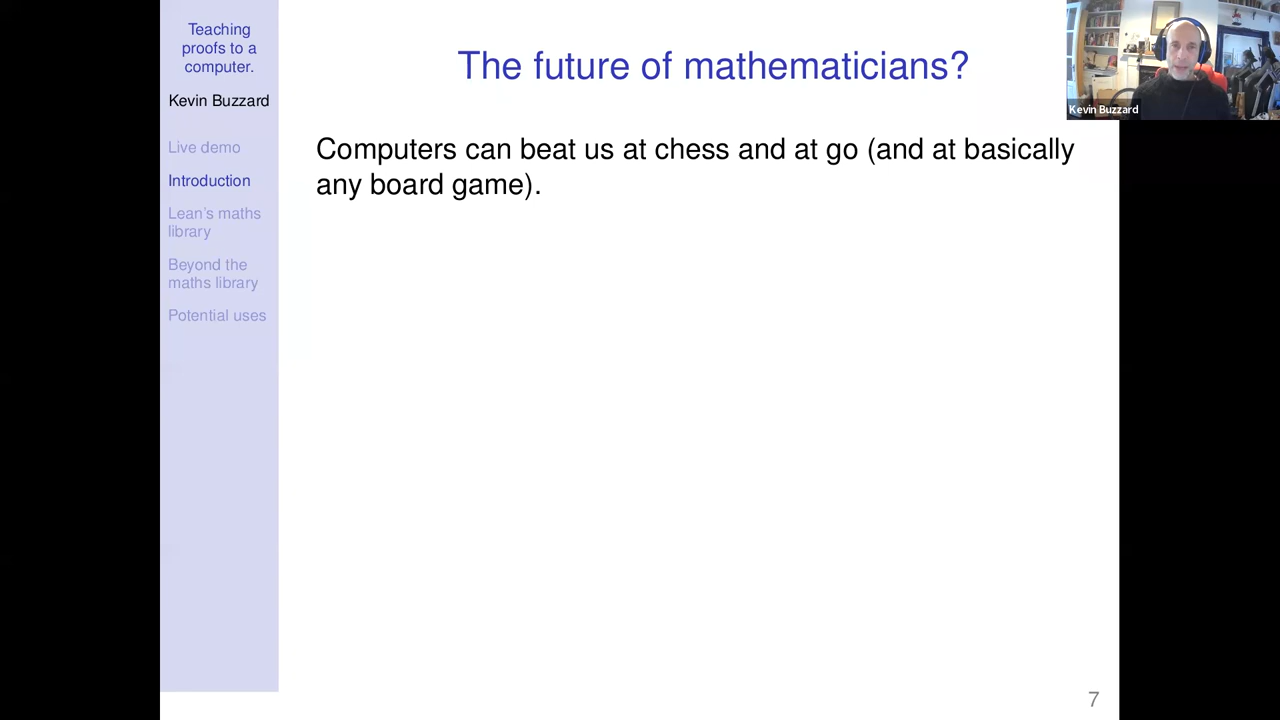 Teaching
proofs to a
computer.
Kevin Buzzard
Live demo
Introduction
Lean's maths
library
Beyond the
maths library
Potential uses
The future of mathematicians?
Computers can beat us at chess and at go (and at basically
any board game).
Kevin Buzzard
7